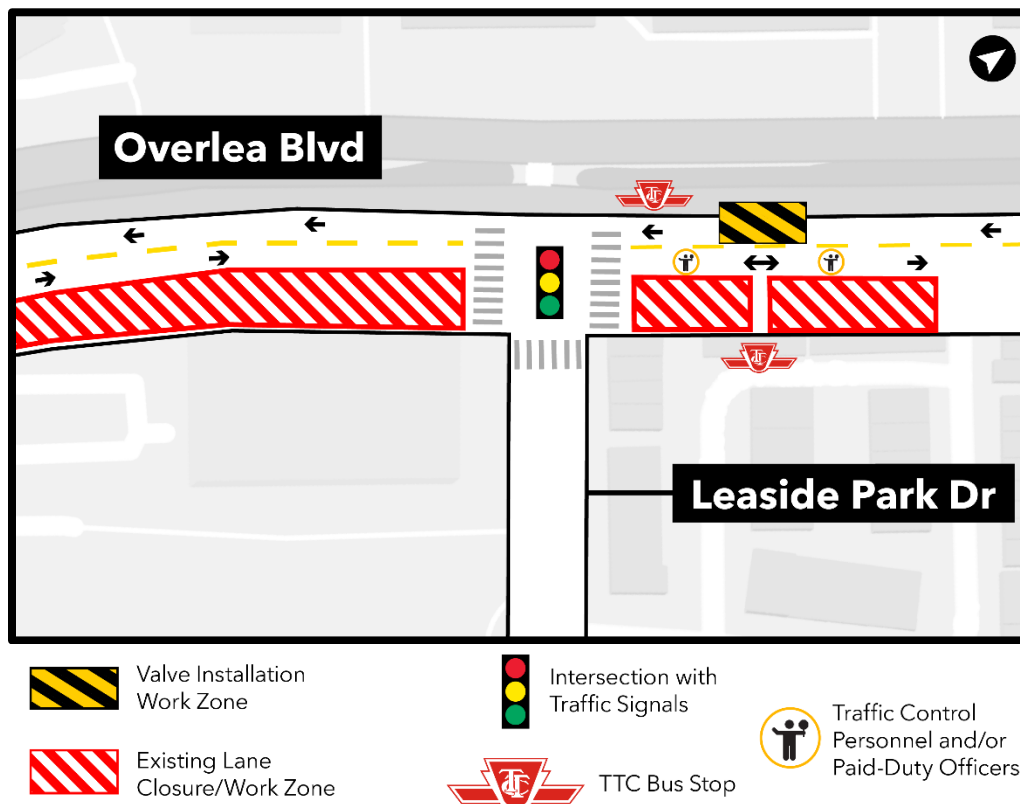 Overlea Blvd
Leaside Park Dr
Valve Installation
Work Zone
Existing Lane
Closure/Work Zone
Intersection with
Traffic Signals
TTC Bus Stop
Traffic Control
Personnel and/or
Paid-Duty Officers